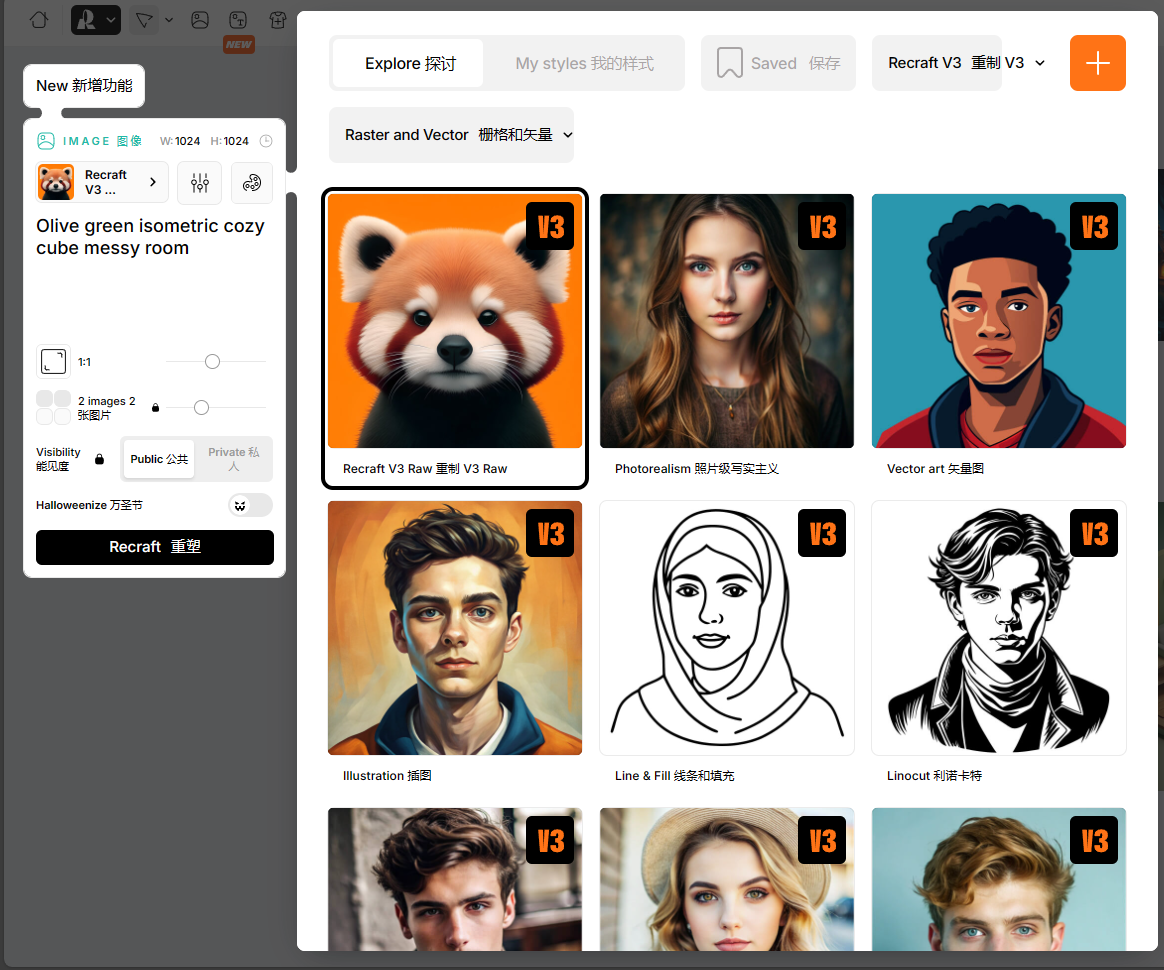 NEW
New 新增功能
IMAGE 图像 W: 1024 H: 1024
Recraft
V3 ...
Olive green isometric cozy
cube messy room
1:1
2 images 2
张图片
Visibility
能见度
Public 公共
Private 私
人
Halloweenize 万圣节
Recraft 重塑
Explore 探讨
My styles 我的样式
Saved 保存
Recraft V3 重制 V3
Raster and Vector 栅格和矢量
V3
V3
V3
Recraft V3 Raw 重制 V3 Raw
Photorealism 照片级写实主义
Vector art 矢量图
V3
V3
V3
Illustration 插图
Line & Fill 线条和填充
Linocut 利诺卡特
V3
V3
V3